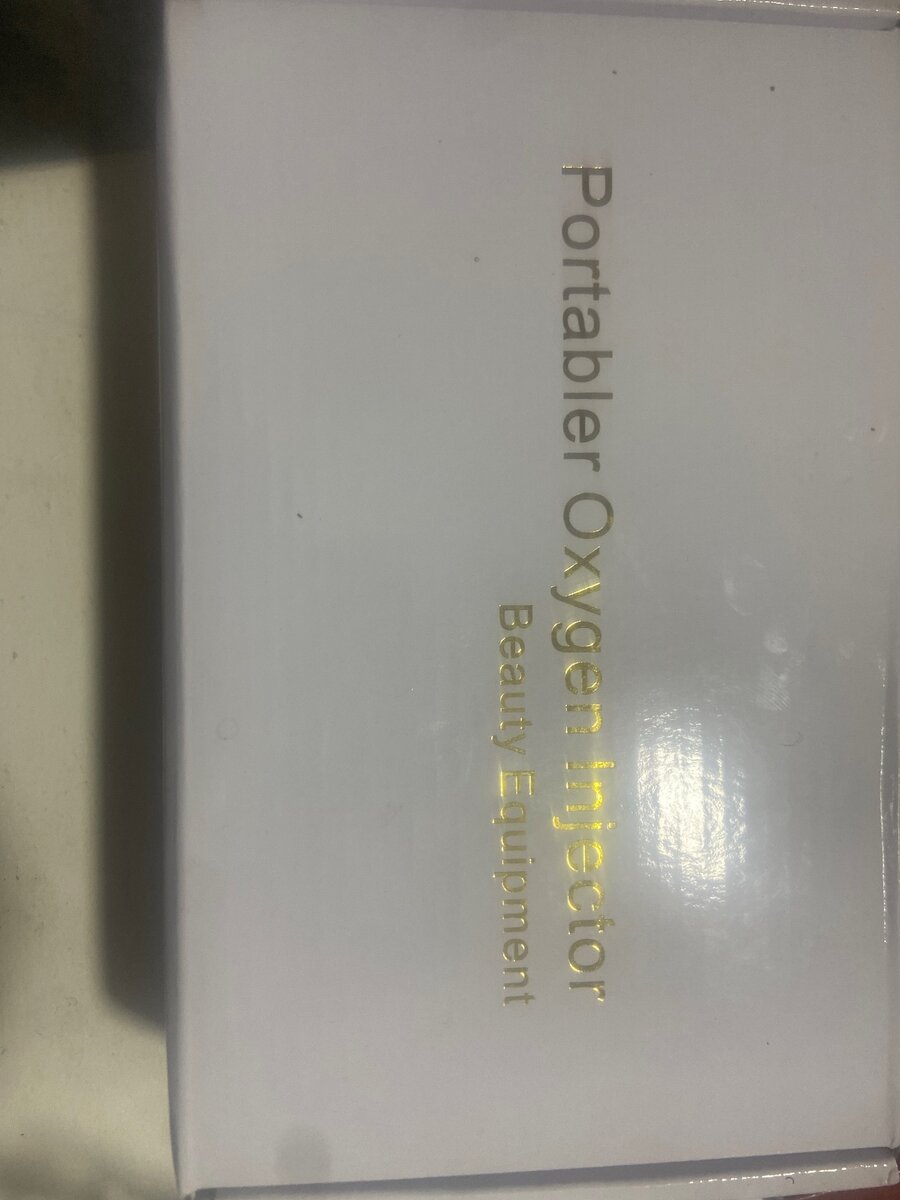 Portabler Oxygen Injector
Beauty Equipment